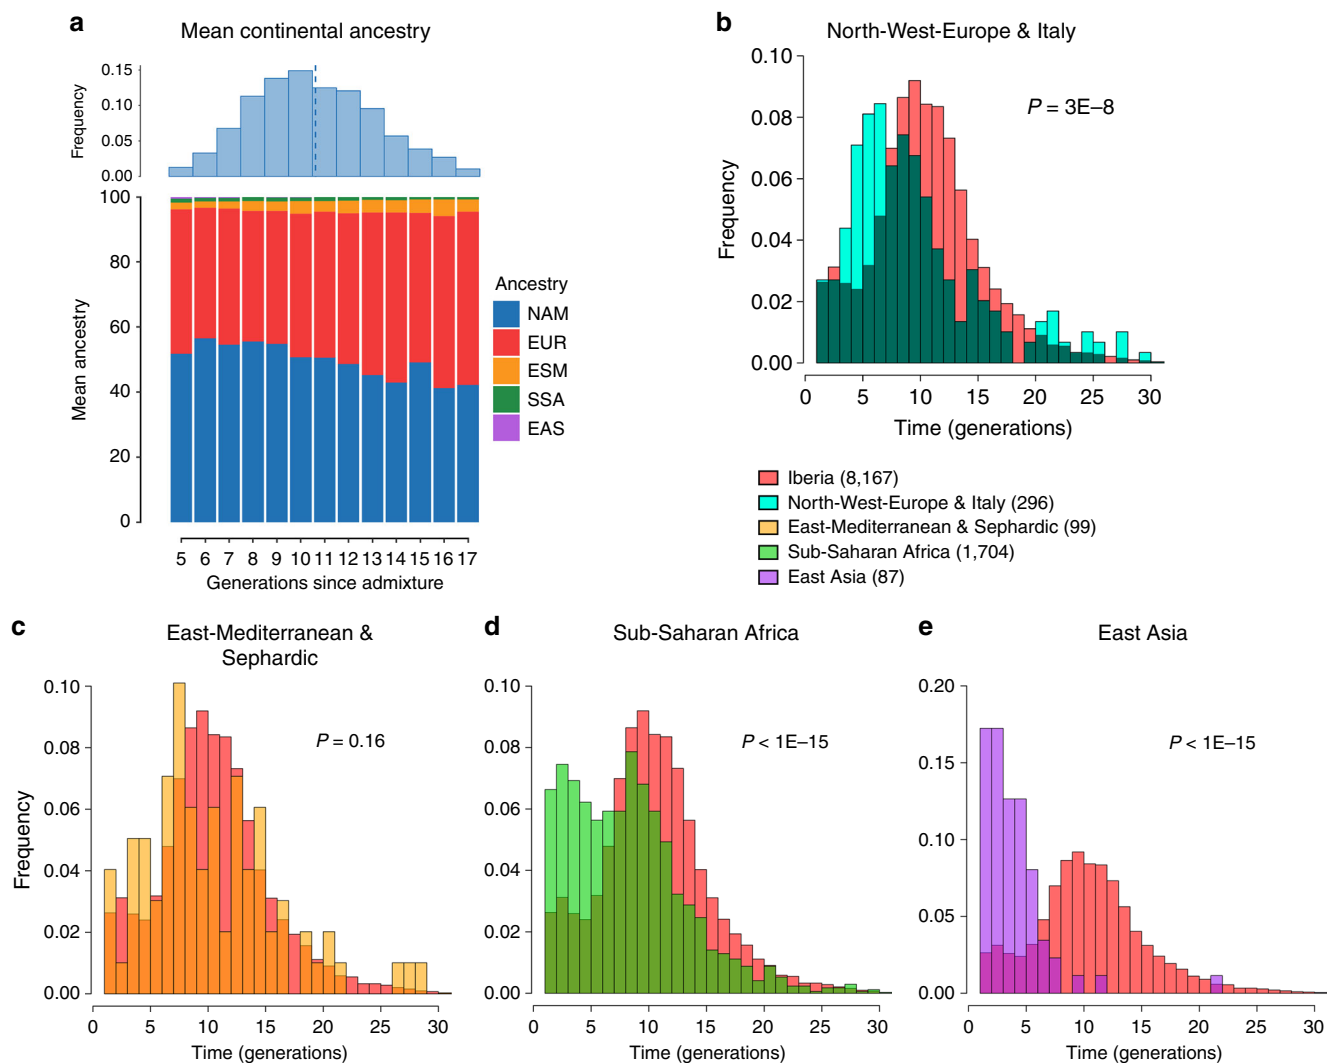 a
Mean continental ancestry
Frequency
0.15
0.10
0.05
0.00
Mean ancestry
100
80
60
40
20
0
5 6 7 8 9 10 11 12 13 14 15 16 17
Generations since admixture
Ancestry
NAM
EUR
ESM
SSA
EAS
b
North-West-Europe & Italy
P = 3E–8
Frequency
0.10
0.08
0.06
0.04
0.02
0.00
0 5 10 15 20 25 30
Time (generations)
Iberia (8,167)
North-West-Europe & Italy (296)
East-Mediterranean & Sephardic (99)
Sub-Saharan Africa (1,704)
East Asia (87)
c
East-Mediterranean &
Sephardic
P = 0.16
Frequency
0.10
0.08
0.06
0.04
0.02
0.00
0 5 10 15 20 25 30
Time (generations)
d
Sub-Saharan Africa
P < 1E–15
0.10
0.08
0.06
0.04
0.02
0.00
0 5 10 15 20 25 30
Time (generations)
e
East Asia
P < 1E–15
0.20
0.15
0.10
0.05
0.00
0 5 10 15 20 25 30
Time (generations)